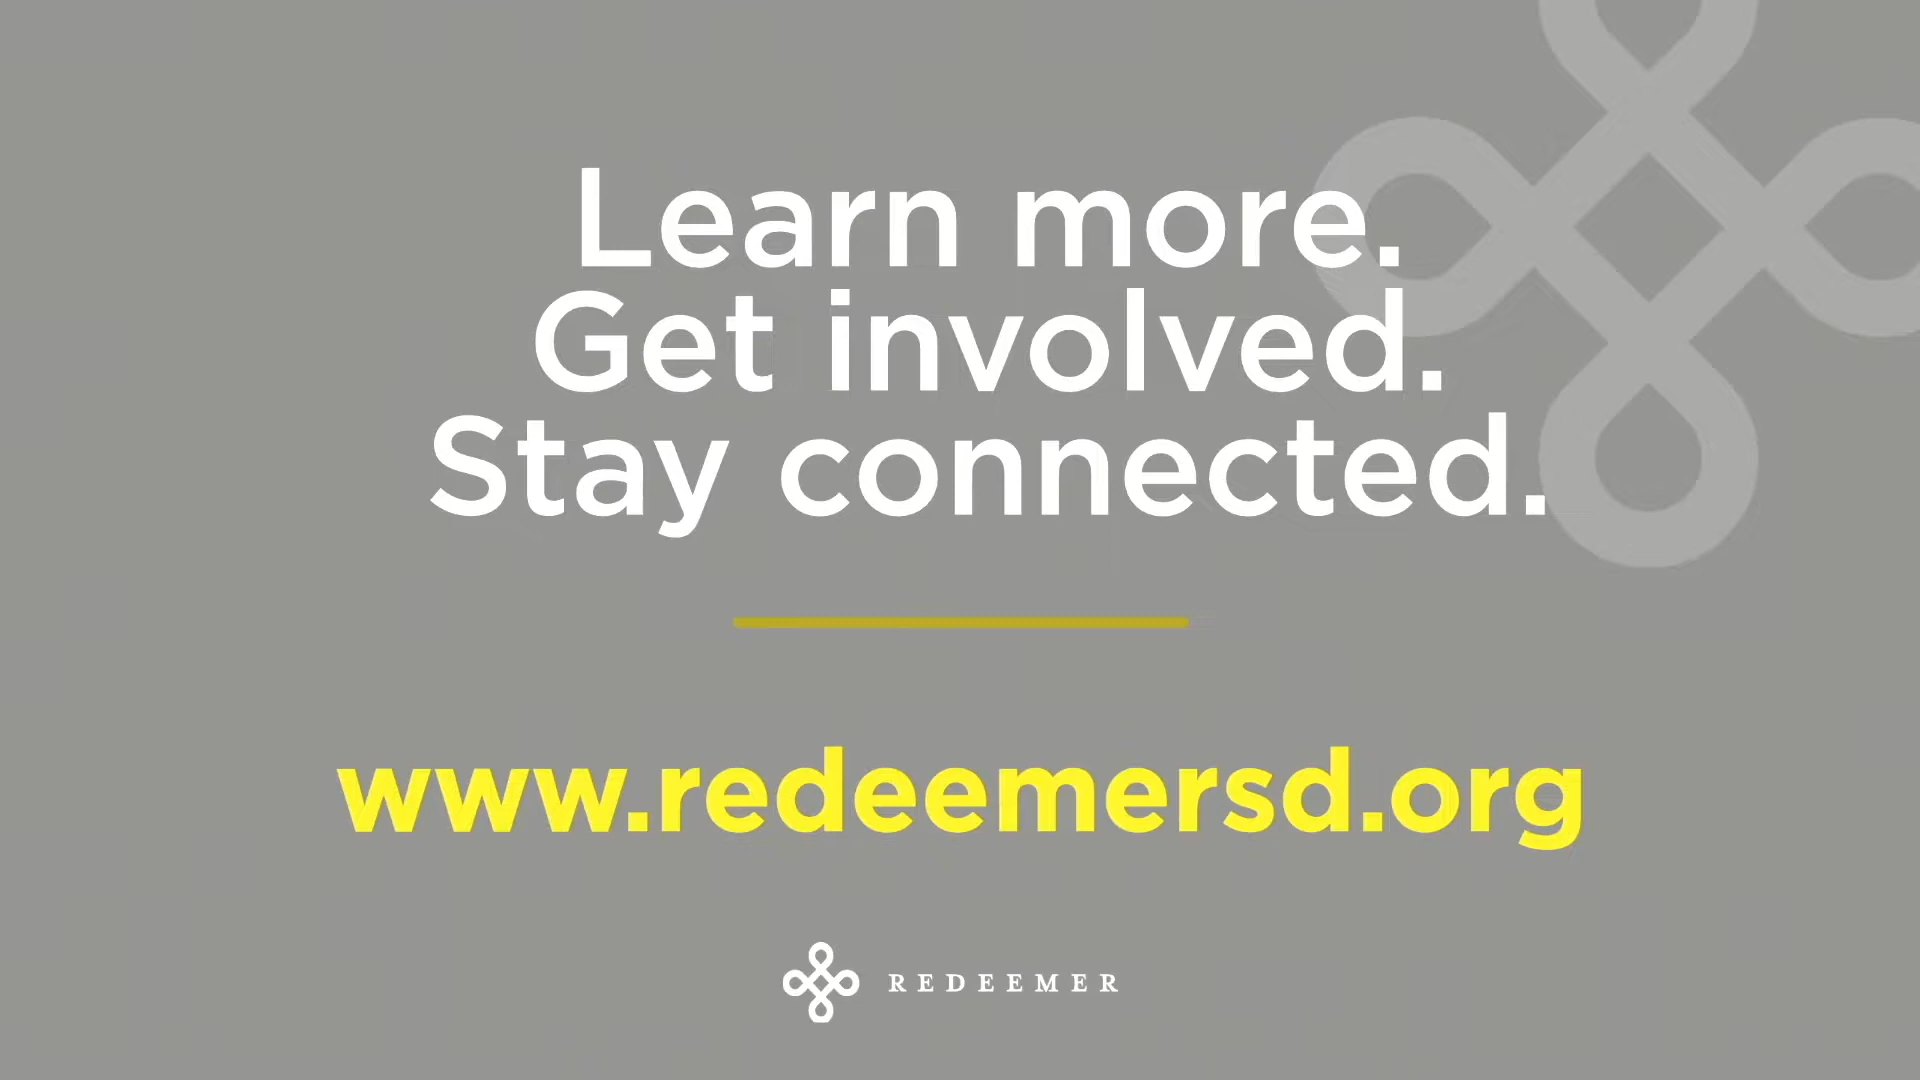 Learn more.
Get involved.
Stay connected.
www.redeemersd.org
REDEEMER